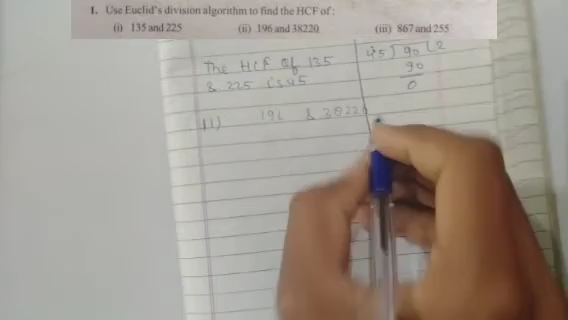 1. Use Euclid's division algorithm to find the HCF of :
(i) 135 and 225 (ii) 196 and 38220 (iii) 867 and 255
The HCF of 135
& 225 is 45
45 ) 90 ( 2
90
0
ii) 196 & 38220